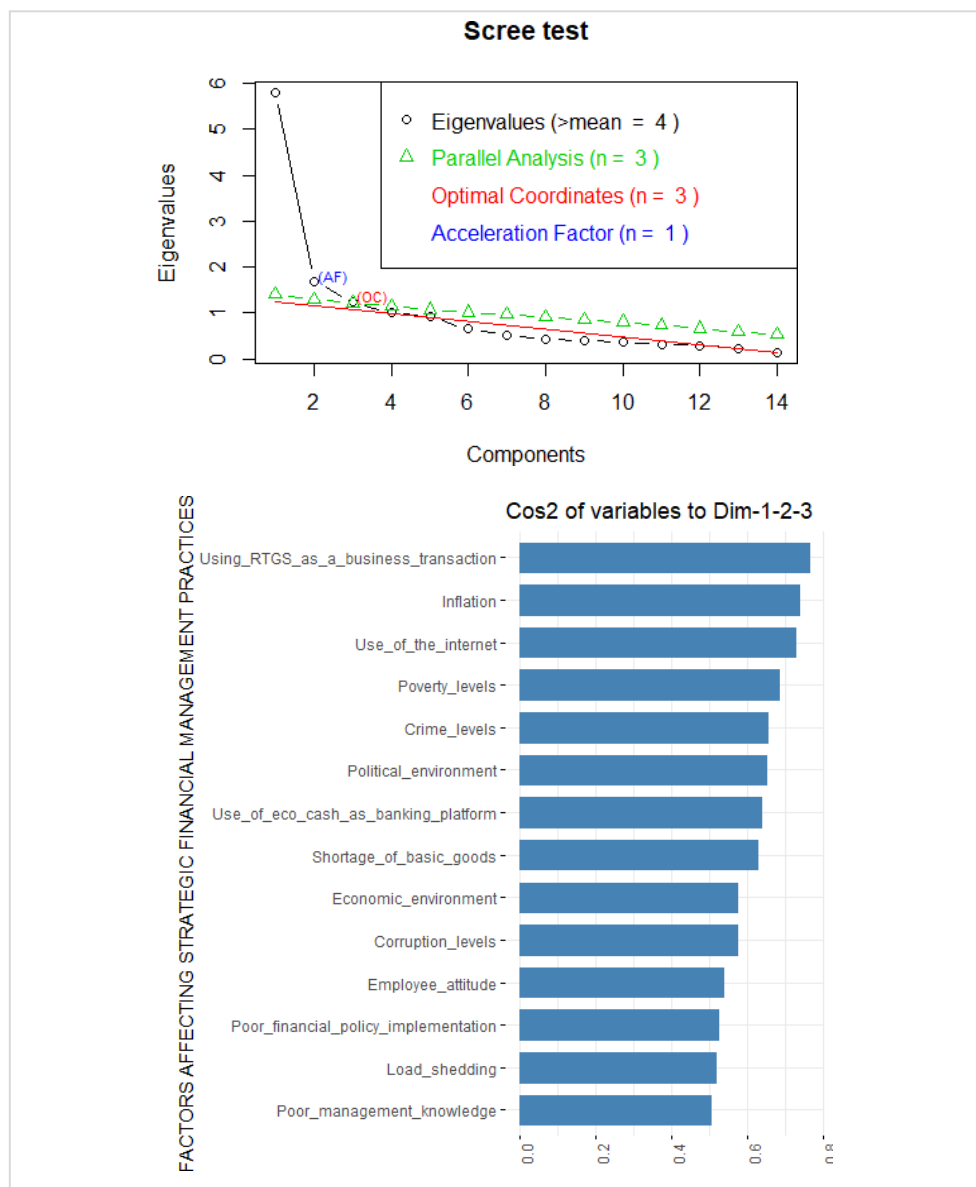 Scree test
Eigenvalues
6
5
4
3
2
1
0
Eigenvalues (>mean = 4 )
Parallel Analysis (n = 3 )
Optimal Coordinates (n = 3 )
Acceleration Factor (n = 1 )
(AF)
(OC)
2 4 6 8 10 12 14
Components
Cos2 of variables to Dim-1-2-3
FACTORS AFFECTING STRATEGIC FINANCIAL MANAGEMENT PRACTICES
Using_RTGS_as_a_business_transaction
Inflation
Use_of_the_internet
Poverty_levels
Crime_levels
Political_environment
Use_of_eco_cash_as_banking_platform
Shortage_of_basic_goods
Economic_environment
Corruption_levels
Employee_attitude
Poor_financial_policy_implementation
Load_shedding
Poor_management_knowledge
0.0 0.2 0.4 0.6 0.8